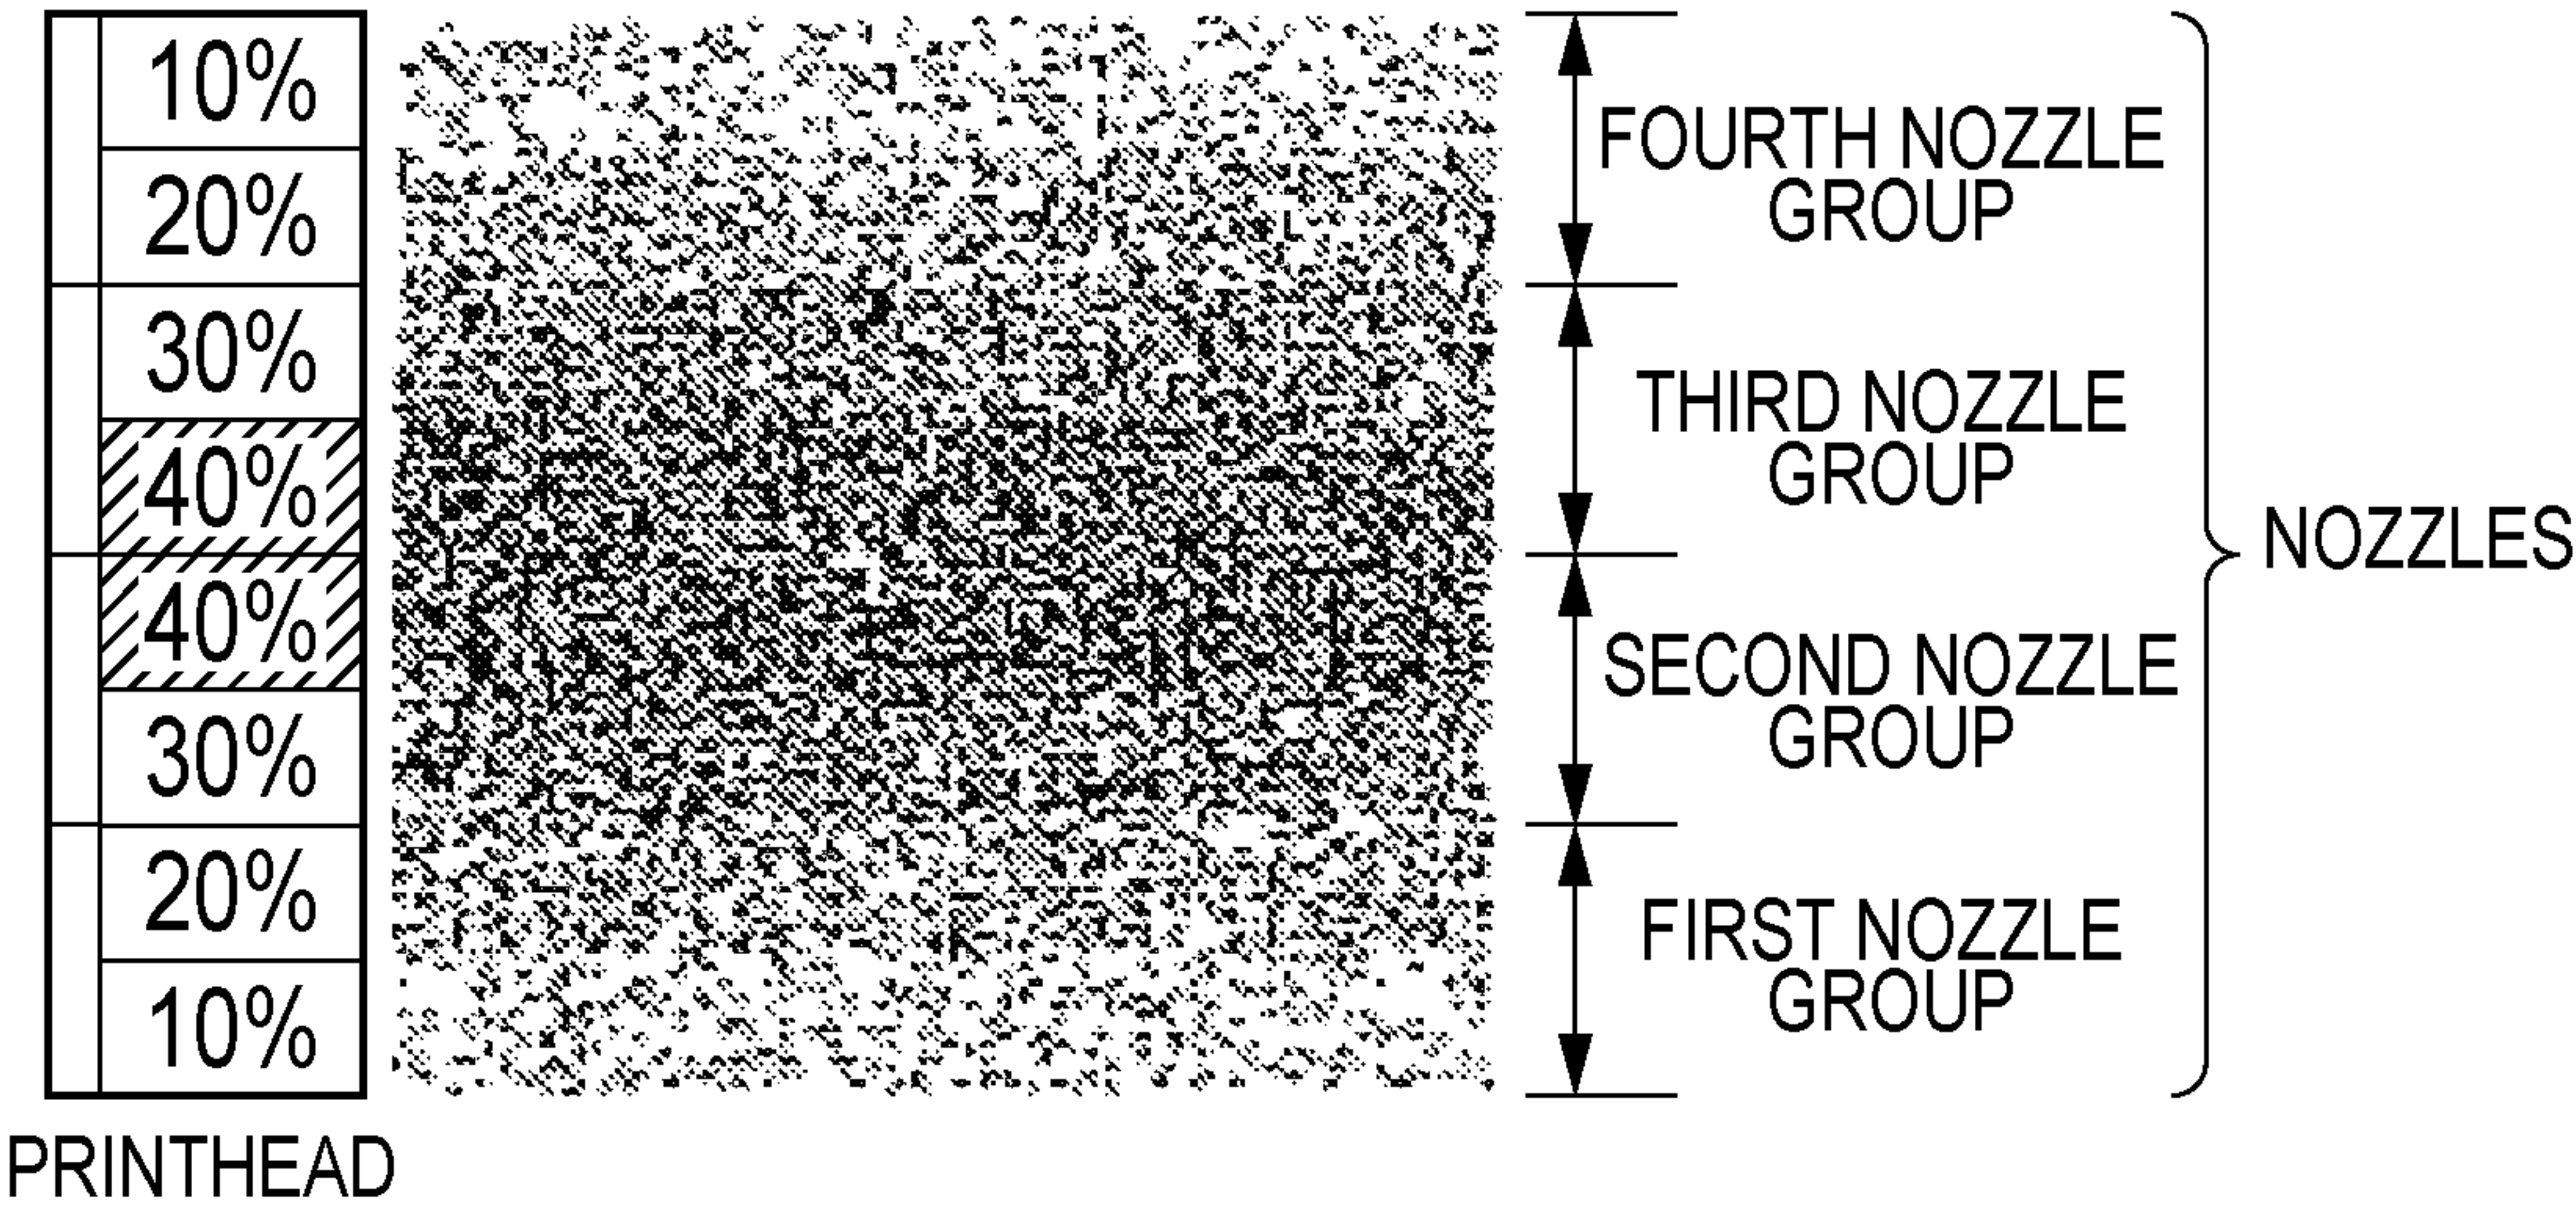 10%
20%
30%
40%
40%
30%
20%
10%
PRINTHEAD
FOURTH NOZZLE
GROUP
THIRD NOZZLE
GROUP
SECOND NOZZLE
GROUP
FIRST NOZZLE
GROUP
NOZZLES